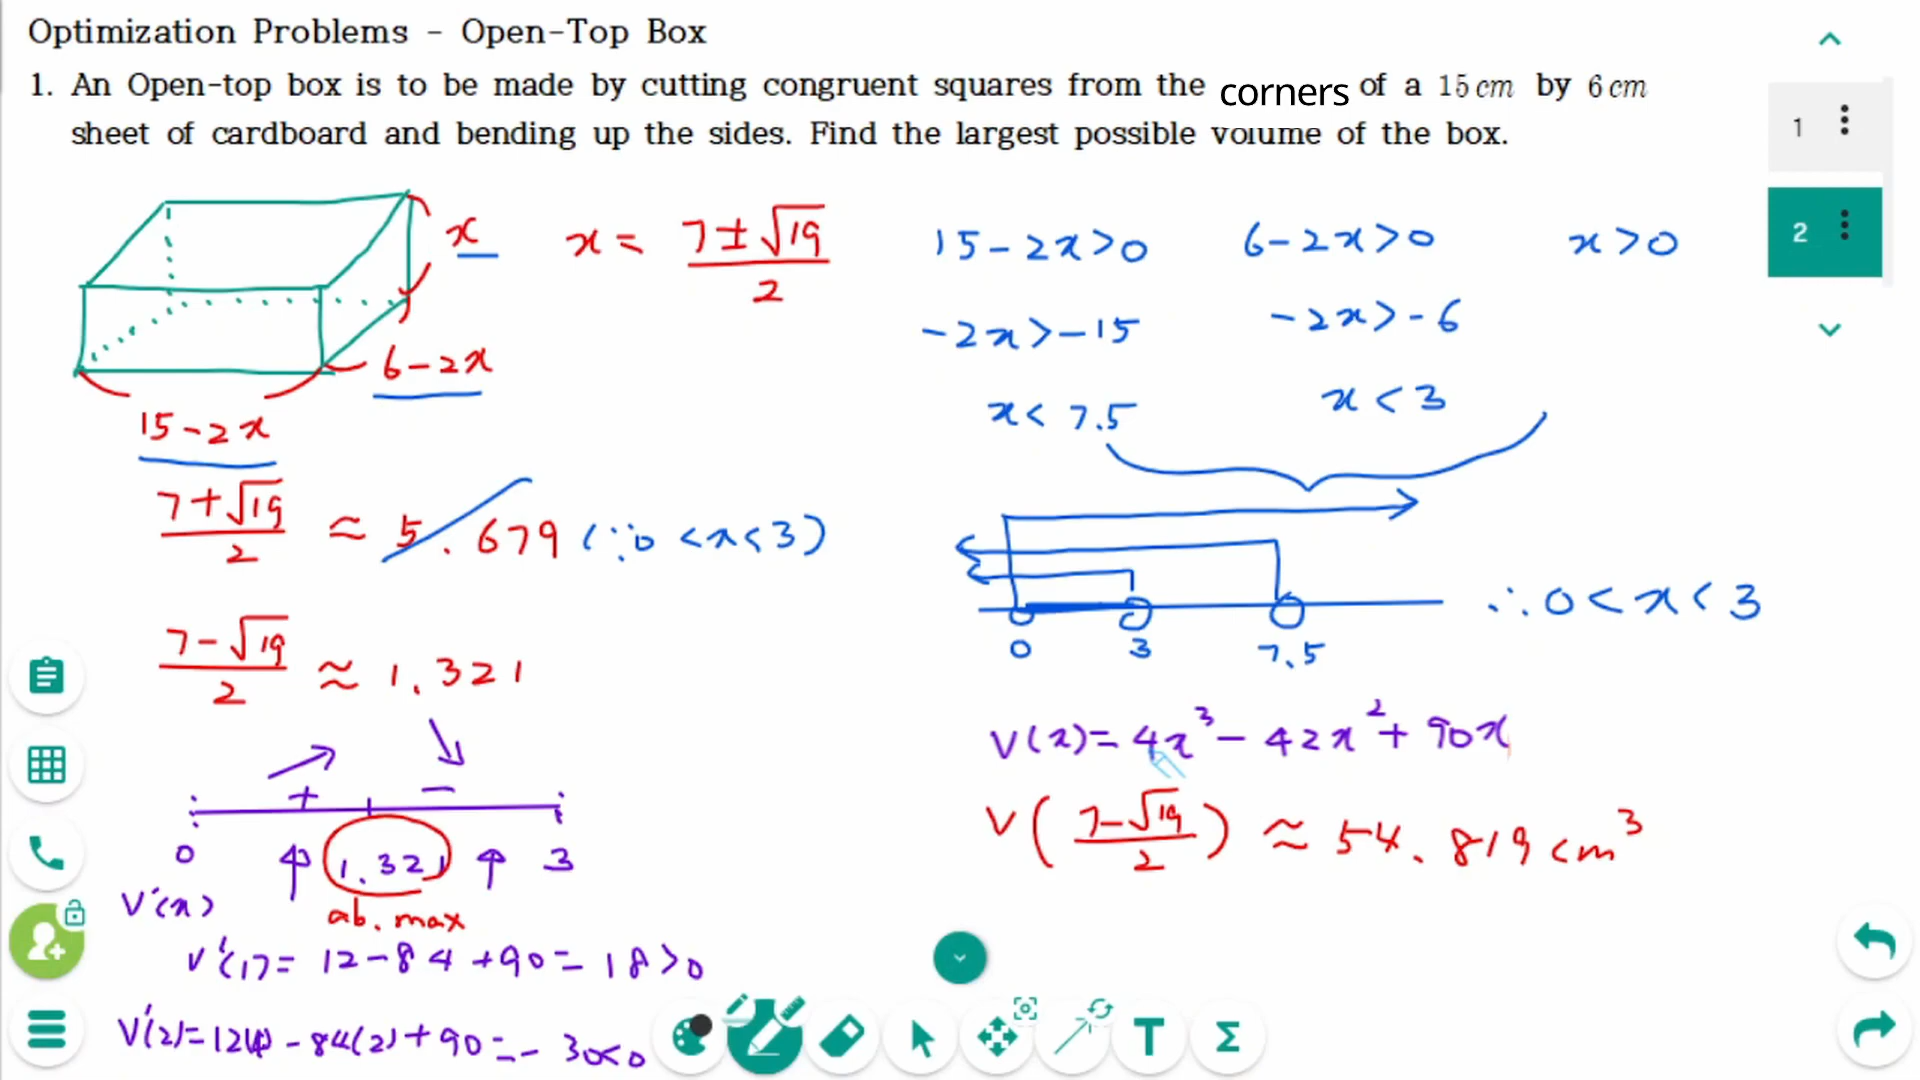 Optimization Problems - Open-Top Box
1. An Open-top box is to be made by cutting congruent squares from the corners of a 15 cm by 6 cm
sheet of cardboard and bending up the sides. Find the largest possible volume of the box.
1
2
x
6-2x
15-2x
x = (7±√19)/2
15-2x>0
-2x>-15
x< 7.5
6-2x>0
-2x>-6
x<3
x>0
(7+√19)/2 ≈ 5.679 (∵0<x<3)
(7-√19)/2 ≈ 1.321
0 3 7.5
∴0<x<3
+ -
0 1.321 3
ab. max
V'(x)
V'(1)= 12-84+90=18>0
V'(2)=12(4)-84(2)+90=-30<0
V(x)=4x³-42x²+90x
V((7-√19)/2) ≈ 54.819cm³
T
Σ